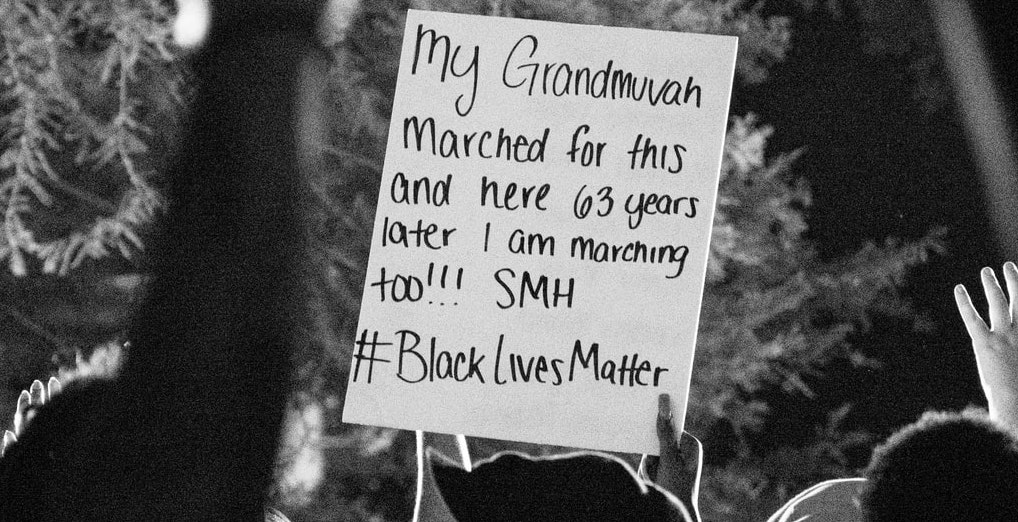 My Grandmuvah
Marched for this
and here 63 years
later I am marching
too!!! SMH
#BlackLivesMatter